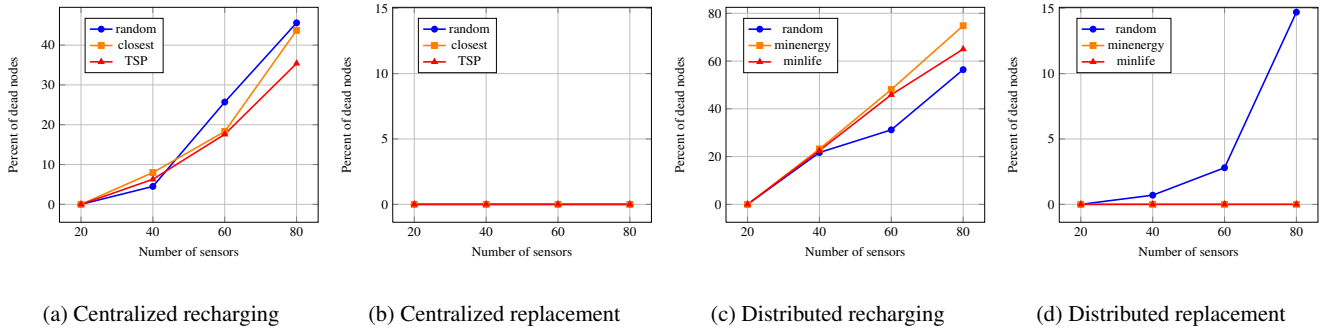 Percent of dead nodes
40
30
20
10
0
20 40 60 80
Number of sensors
random
closest
TSP
(a) Centralized recharging
Percent of dead nodes
15
10
5
0
20 40 60 80
Number of sensors
random
closest
TSP
(b) Centralized replacement
Percent of dead nodes
80
60
40
20
0
20 40 60 80
Number of sensors
random
minenergy
minlife
(c) Distributed recharging
Percent of dead nodes
15
10
5
0
20 40 60 80
Number of sensors
random
minenergy
minlife
(d) Distributed replacement